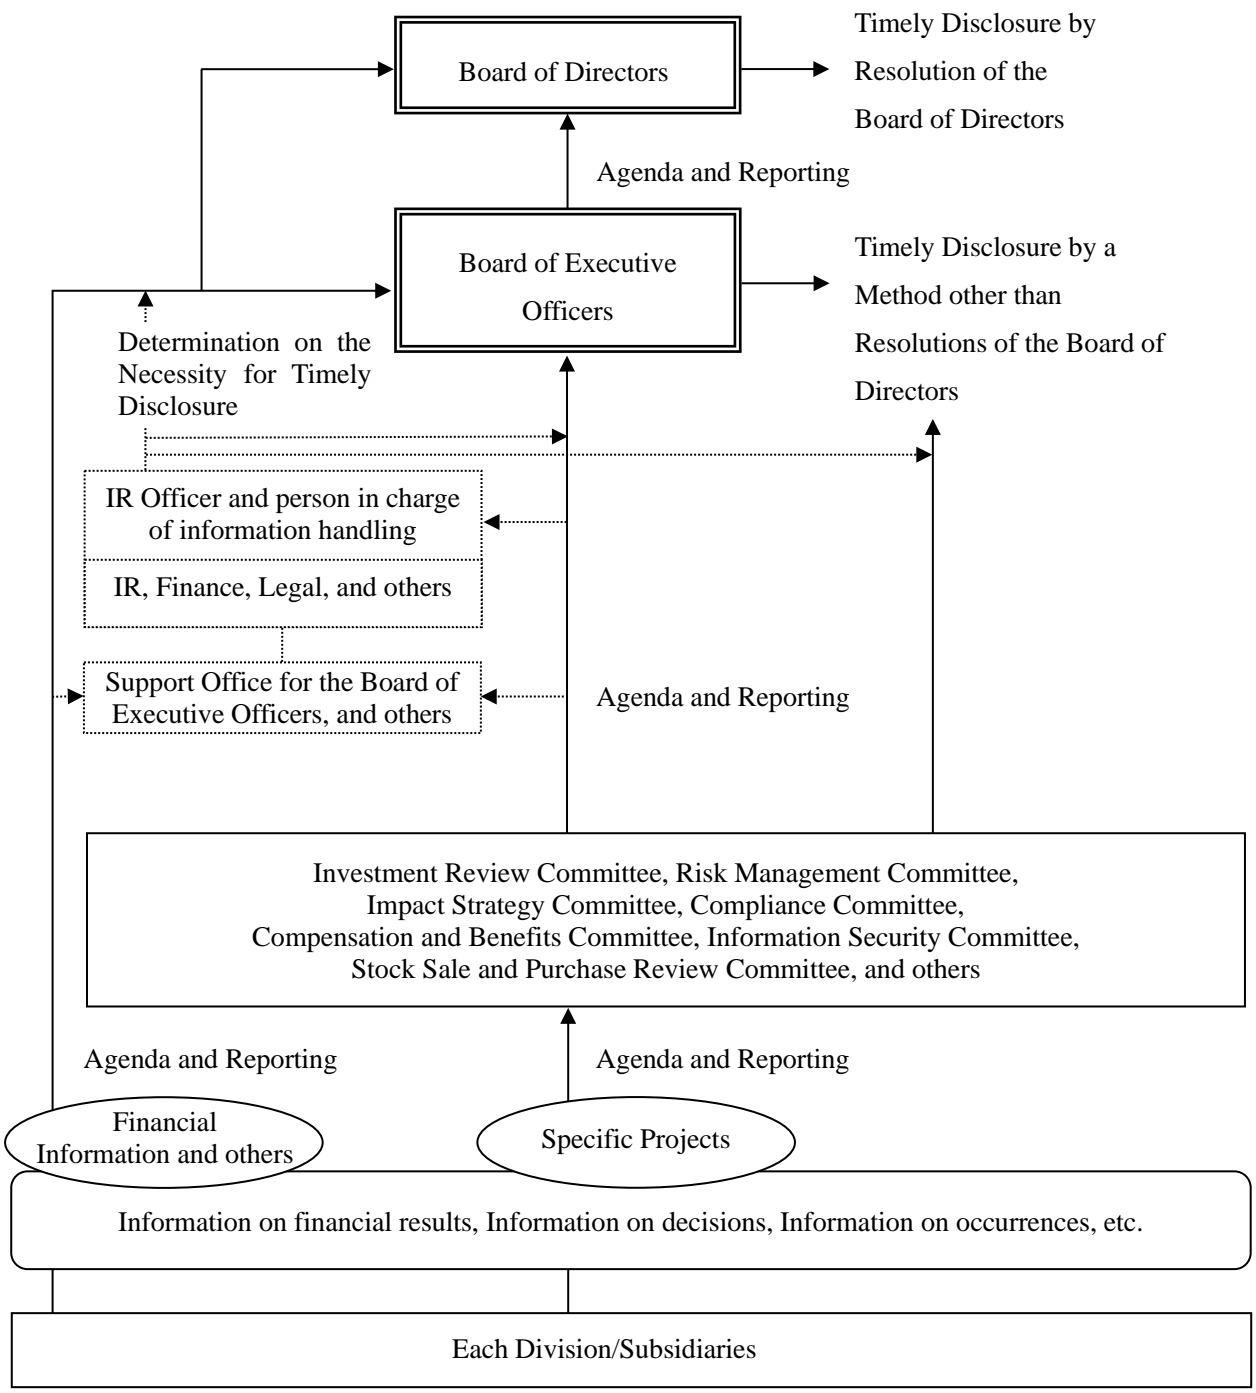 Timely Disclosure by
Resolution of the
Board of Directors
Board of Directors
Agenda and Reporting
Board of Executive
Officers
Timely Disclosure by a
Method other than
Resolutions of the Board of
Directors
Determination on the
Necessity for Timely
Disclosure
IR Officer and person in charge
of information handling
IR, Finance, Legal, and others
Support Office for the Board of
Executive Officers, and others
Agenda and Reporting
Investment Review Committee, Risk Management Committee,
Impact Strategy Committee, Compliance Committee,
Compensation and Benefits Committee, Information Security Committee,
Stock Sale and Purchase Review Committee, and others
Agenda and Reporting
Agenda and Reporting
Financial
Information and others
Specific Projects
Information on financial results, Information on decisions, Information on occurrences, etc.
Each Division/Subsidiaries